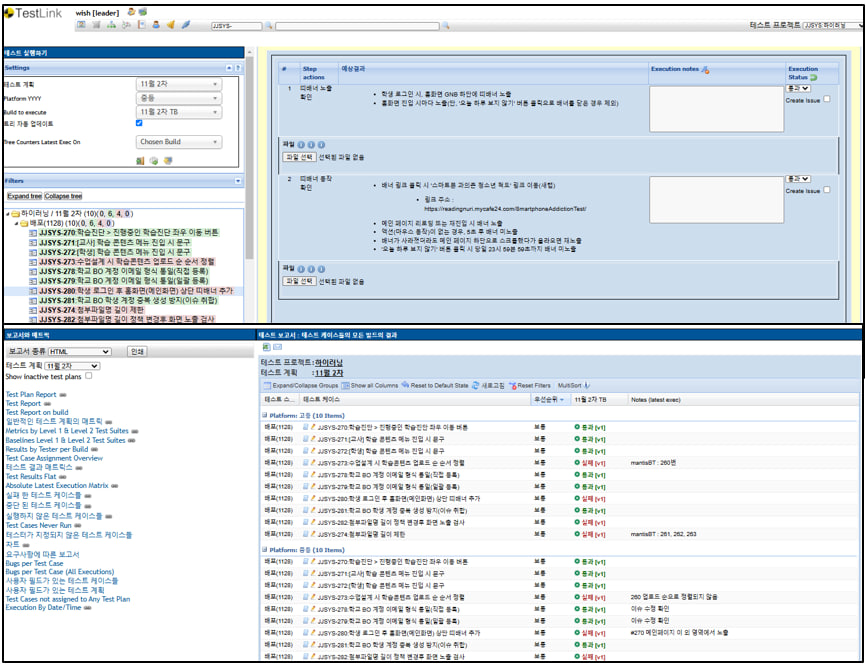 TestLink wish [leader]
JJSYS-
테스트 프로젝트 JJSYS:하이러닝
테스트 실행하기
Settings
테스트 계획 11월 2차
Platform YYYY 중등
Build to execute 11월 2차 TB
트리 자동 업데이트
Tree Counters Latest Exec On Chosen Build
Filters
Expand tree Collapse tree
하이러닝 / 11월 2차 (10)(0, 6, 4, 0)
배포(1128) (10)(0, 6, 4, 0)
JJSYS-270:학습진단 > 진행중인 학습진단 좌우 이동 버튼
JJSYS-271:[교사] 학습 콘텐츠 메뉴 진입 시 문구
JJSYS-272:[학생] 학습 콘텐츠 메뉴 진입 시 문구
JJSYS-273:수업설계 시 학습콘텐츠 업로드 순 순서 정렬
JJSYS-278:학교 BO 계정 이메일 형식 통일(직접 등록)
JJSYS-279:학교 BO 계정 이메일 형식 통일(일괄 등록)
JJSYS-280:학생 로그인 후 홈화면(메인화면) 상단 띠배너 추가
JJSYS-281:학교 BO 학생 계정 중복 생성 방지(이슈 취합)
JJSYS-274:첨부파일명 길이 제한
JJSYS-282:첨부파일명 길이 정책 변경후 화면 노출 검사
# Step actions 예상결과 Execution notes Execution Status
1 띠배너 노출 확인
• 학생 로그인 시, 홈화면 GNB 하단에 띠배너 노출
• 홈화면 진입 시마다 노출(단, '오늘 하루 보지 않기' 버튼 클릭으로 배너를 닫은 경우 제외)
통과
Create Issue
파일
파일 선택 선택된 파일 없음
2 띠배너 동작 확인
• 배너 링크 클릭 시 '스마트폰 과의존 청소년 척도' 링크 이동(새탭)
• 링크 주소 :
https://readingnuri.mycafe24.com/SmartphoneAddictionTest/
• 메인 페이지 리로딩 또는 재진입 시 배너 노출
• 액션(마우스 동작)이 없는 경우, 5초 후 배너 미노출
• 배너가 사라졌더라도 메인 페이지 하단으로 스크롤했다가 올라오면 재노출
• '오늘 하루 보지 않기' 버튼 클릭 시 당일 23시 59분 59초까지 배너 미노출
통과
Create Issue
파일
파일 선택 선택된 파일 없음
보고서와 매트릭
보고서 종류 HTML 인쇄
테스트 계획 11월 2차
Show inactive test plans
Test Plan Report
Test Report
Test Report on build
일반적인 테스트 계획의 매트릭
Metrics by Level 1 & Level 2 Test Suites
Baselines Level 1 & Level 2 Test Suites
Results by Tester per Build
Test Case Assignment Overview
테스트 결과 매트릭스
Test Results Flat
Absolute Latest Execution Matrix
실패 한 테스트 케이스들
중단 된 테스트 케이스들
실행하지 않은 테스트 케이스들
Test Cases Never Run
테스터가 지정되지 않은 테스트 케이스들
차트
요구사항에 따른 보고서
Bugs per Test Case
Bugs per Test Case (All Executions)
사용자 필드가 있는 테스트 케이스들
사용자 필드가 있는 테스트 계획
Test Cases not assigned to Any Test Plan
Execution By Date/Time
테스트 보고서 : 테스트 케이스들의 모든 빌드의 결과
테스트 프로젝트:하이러닝
테스트 계획 :11월 2차
Expand/Collapse Groups Show all Columns Reset to Default State 새로고침 Reset Filters MultiSort
테스트 스... 테스트 케이스 우선순위 11월 2차 TB Notes (latest exec)
Platform: 고등 (10 Items)
배포(1128) JJSYS-270:학습진단 > 진행중인 학습진단 좌우 이동 버튼 보통 통과 [v1]
배포(1128) JJSYS-271:[교사] 학습 콘텐츠 메뉴 진입 시 문구 보통 통과 [v1]
배포(1128) JJSYS-272:[학생] 학습 콘텐츠 메뉴 진입 시 문구 보통 통과 [v1]
배포(1128) JJSYS-273:수업설계 시 학습콘텐츠 업로드 순 순서 정렬 보통 실패 [v1] mantisBT : 260번
배포(1128) JJSYS-278:학교 BO 계정 이메일 형식 통일(직접 등록) 보통 통과 [v1]
배포(1128) JJSYS-279:학교 BO 계정 이메일 형식 통일(일괄 등록) 보통 통과 [v1]
배포(1128) JJSYS-280:학생 로그인 후 홈화면(메인화면) 상단 띠배너 추가 보통 실패 [v1]
배포(1128) JJSYS-281:학교 BO 학생 계정 중복 생성 방지(이슈 취합) 보통 통과 [v1]
배포(1128) JJSYS-282:첨부파일명 길이 정책 변경후 화면 노출 검사 보통 실패 [v1]
배포(1128) JJSYS-274:첨부파일명 길이 제한 보통 실패 [v1] mantisBT : 261, 262, 263
Platform: 중등 (10 Items)
배포(1128) JJSYS-270:학습진단 > 진행중인 학습진단 좌우 이동 버튼 보통 통과 [v1]
배포(1128) JJSYS-271:[교사] 학습 콘텐츠 메뉴 진입 시 문구 보통 통과 [v1]
배포(1128) JJSYS-272:[학생] 학습 콘텐츠 메뉴 진입 시 문구 보통 통과 [v1]
배포(1128) JJSYS-273:수업설계 시 학습콘텐츠 업로드 순 순서 정렬 보통 실패 [v1] 260 업로드 순으로 정렬되지 않음
배포(1128) JJSYS-278:학교 BO 계정 이메일 형식 통일(직접 등록) 보통 통과 [v1] 이슈 수정 확인
배포(1128) JJSYS-279:학교 BO 계정 이메일 형식 통일(일괄 등록) 보통 통과 [v1] 이슈 수정 확인
배포(1128) JJSYS-280:학생 로그인 후 홈화면(메인화면) 상단 띠배너 추가 보통 실패 [v1] #270 메인페이지 이 외 영역에서 노출
배포(1128) JJSYS-281:학교 BO 학생 계정 중복 생성 방지(이슈 취합) 보통 통과 [v1]
배포(1128) JJSYS-282:첨부파일명 길이 정책 변경후 화면 노출 검사 보통 실패 [v1]